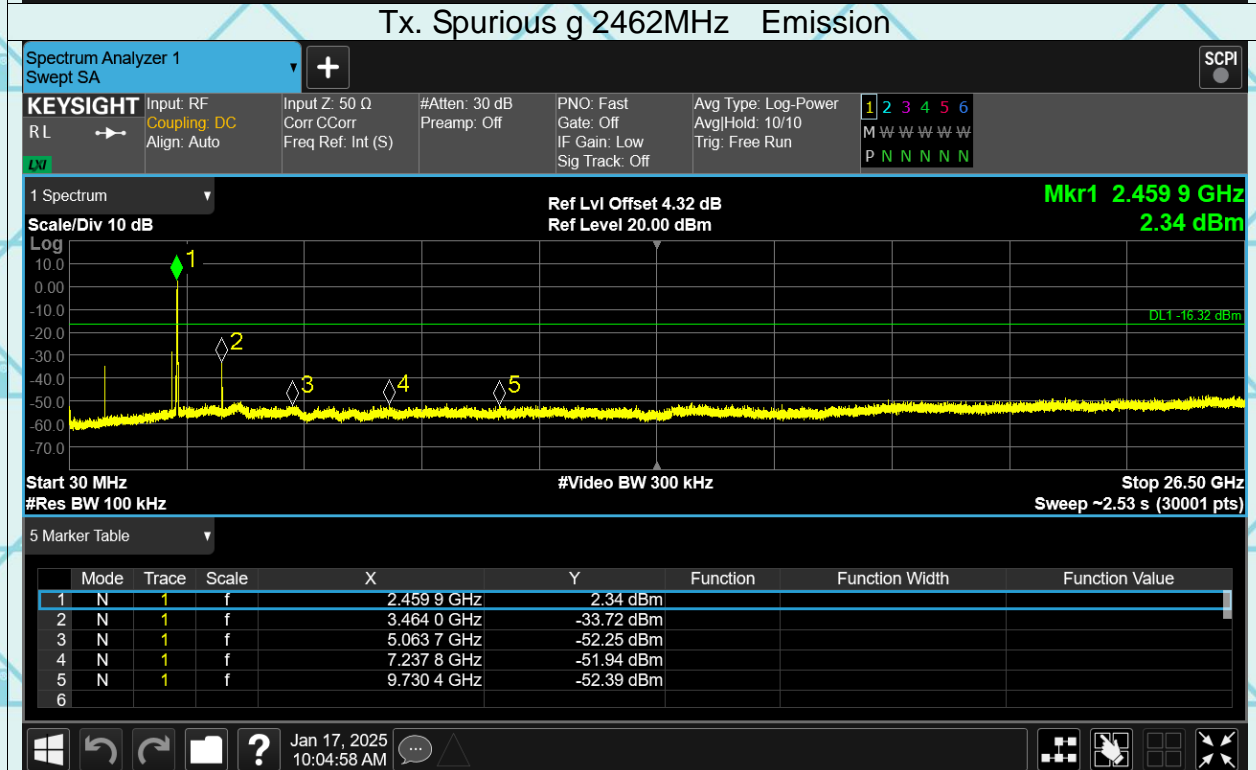 Tx. Spurious g 2462MHz Emission
Spectrum Analyzer 1
Swept SA
SCPI
KEYSIGHT
R L
LXI
Input: RF
Coupling: DC
Align: Auto
Input Z: 50 Ω
Corr CCorr
Freq Ref: Int (S)
#Atten: 30 dB
Preamp: Off
PNO: Fast
Gate: Off
IF Gain: Low
Sig Track: Off
Avg Type: Log-Power
Avg|Hold: 10/10
Trig: Free Run
1 2 3 4 5 6
M W W W W W
P N N N N N
1 Spectrum
Scale/Div 10 dB
Ref Lvl Offset 4.32 dB
Ref Level 20.00 dBm
Mkr1 2.459 9 GHz
2.34 dBm
Log
10.0
0.00
-10.0
-20.0
-30.0
-40.0
-50.0
-60.0
-70.0
1
2
3
4
5
DL1 -16.32 dBm
Start 30 MHz
#Video BW 300 kHz
Stop 26.50 GHz
#Res BW 100 kHz
Sweep ~2.53 s (30001 pts)
5 Marker Table
Mode Trace Scale X Y Function Function Width Function Value
1 N 1 f 2.459 9 GHz 2.34 dBm
2 N 1 f 3.464 0 GHz -33.72 dBm
3 N 1 f 5.063 7 GHz -52.25 dBm
4 N 1 f 7.237 8 GHz -51.94 dBm
5 N 1 f 9.730 4 GHz -52.39 dBm
6
?
Jan 17, 2025
10:04:58 AM